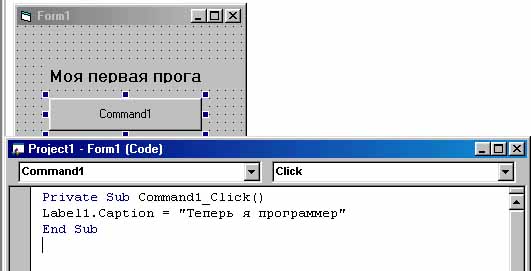 Form1
Моя первая прога
Command1
Project1 - Form1 (Code)
Command1
Click
Private Sub Command1_Click()
Label1.Caption = "Теперь я программер"
End Sub